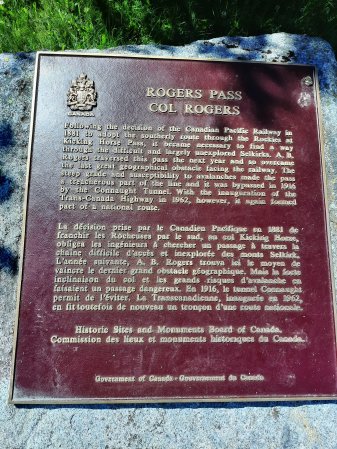 CANADA
ROGERS PASS
COL ROGERS
Following the decision of the Canadian Pacific Railway in
1881 to adopt the southerly route through the Rockies at
Kicking Horse Pass, it became necessary to find a way
through the difficult and largely unexplored Selkirks. A. B.
Rogers traversed this pass the next year and so overcame
the last great geographical obstacle facing the railway. The
steep grade and susceptibility to avalanches made the pass
a treacherous part of the line and it was bypassed in 1916
by the Connaught Tunnel. With the inauguration of the
Trans-Canada Highway in 1962, however, it again formed
part of a national route.
La décision prise par le Canadien Pacifique en 1881 de
franchir les Rocheuses par le sud, au col Kicking Horse,
obligea les ingénieurs à chercher un passage à travers la
chaîne difficile d'accès et inexplorée des monts Selkirk.
L'année suivante, A. B. Rogers trouva ici le moyen de
vaincre le dernier grand obstacle géographique. Mais la forte
inclinaison du col et les grands risques d'avalanche en
faisaient un passage dangereux. En 1916, le tunnel Connaught
permit de l'éviter. La Transcanadienne, inaugurée en 1962,
en fit toutefois de nouveau un tronçon d'une route nationale.
Historic Sites and Monuments Board of Canada.
Commission des lieux et monuments historiques du Canada.
Government of Canada - Gouvernement du Canada